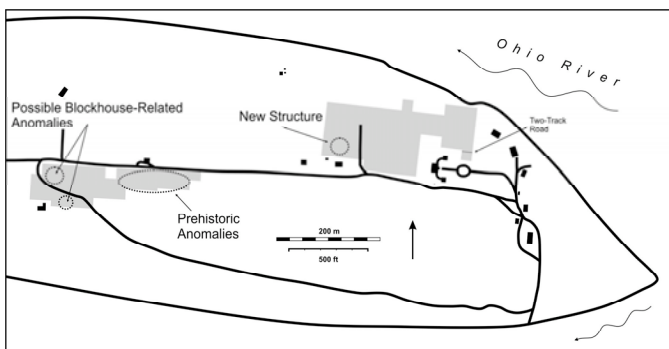 Ohio River
Possible Blockhouse-Related
Anomalies
New Structure
Two-Track
Road
Prehistoric
Anomalies
200 m
500 ft